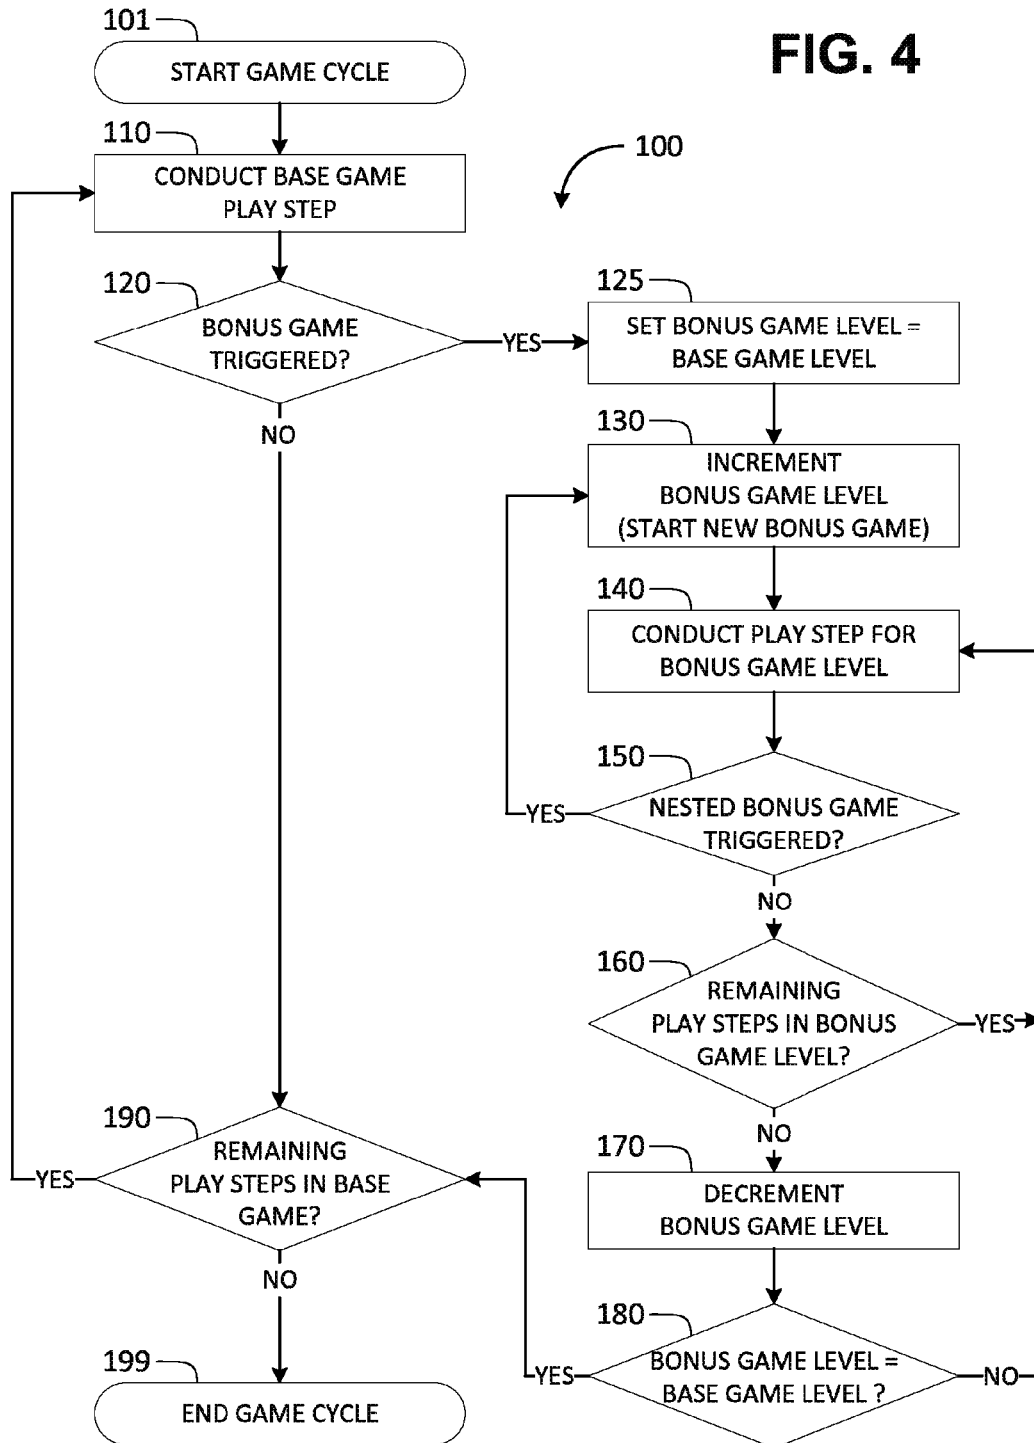 FIG. 4
101
START GAME CYCLE
110
CONDUCT BASE GAME
PLAY STEP
100
120
BONUS GAME
TRIGGERED?
YES
NO
125
SET BONUS GAME LEVEL =
BASE GAME LEVEL
130
INCREMENT
BONUS GAME LEVEL
(START NEW BONUS GAME)
140
CONDUCT PLAY STEP FOR
BONUS GAME LEVEL
150
NESTED BONUS GAME
TRIGGERED?
YES
NO
160
REMAINING
PLAY STEPS IN BONUS
GAME LEVEL?
YES
NO
170
DECREMENT
BONUS GAME LEVEL
180
BONUS GAME LEVEL =
BASE GAME LEVEL ?
YES
NO
190
REMAINING
PLAY STEPS IN BASE
GAME?
YES
NO
199
END GAME CYCLE